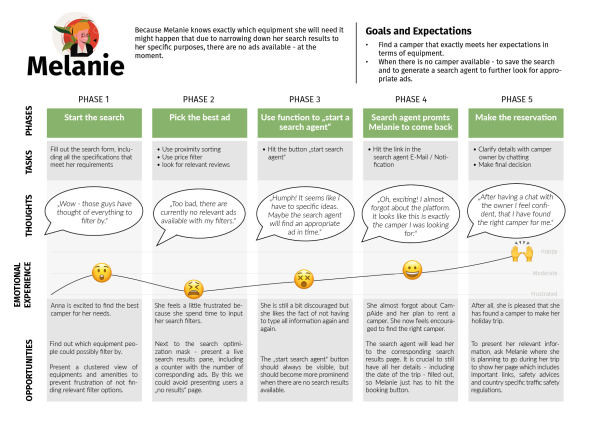 Melanie
Because Melanie knows exactly which equipment she will need it
might happen that due to narrowing down her search results to
her specific purposes, there are no ads available - at the
moment.
Goals and Expectations
• Find a camper that exactly meets her expectations in
terms of equipment.
• When there is no camper available - to save the search
and to generate a search agent to further look for appro-
priate ads.
PHASES
PHASE 1
Start the search
PHASE 2
Pick the best ad
PHASE 3
Use function to „start a
search agent“
PHASE 4
Search agent promts
Melanie to come back
PHASE 5
Make the reservation
TASKS
Fill out the search form, inclu-
ding all the specifications that
meet her requirements
• Use proximity sorting
• Use price filter
• look for relevant reviews
• Hit the button „start search
agent“
• Hit the link in the
search agent E-Mail / Noti-
fication
• Clarify details with camper
owner by chatting
• Make final decision
THOUGHTS
„Wow - those guys have
thought of everything to
filter by.“
„Too bad, there are
currently no relevant ads
available with my filters.“
„Humph! It seems like I
have to specific ideas.
Maybe the search agent
will find an appropriate
ad in time.“
„Oh, exciting! I almost
forgot about the platform.
It looks like this is exactly
the camper I was looking
for.“
„After having a chat with
the owner I feel confi-
dent, that I have found
the right camper for me.“
EMOTIONAL
EXPERIENCE
Happy
Moderate
Frustrated
Anna is excited to find the best
camper for her needs.
She feels a little frustrated be-
cause she spend time to input
her search filters.
She is still a bit discouraged but
she likes the fact of not having
to type all information again and
again.
She almost forgot about Cam-
pAide and her plan to rent a
camper. She now feels encoura-
ged to find the right camper.
After all, she is pleased that she
has found a camper to make her
holiday trip.
OPPORTUNITIES
Find out which equipment peo-
ple could possibly filter by.
Present a clustered view of
equipments and amenities to
prevent frustration of not fin-
ding relevant filter options.
Next to the search optimi-
zation mask - present a live
search results pane, including
a counter with the number of
corresponding ads. By this we
could avoid presenting users a
„no results“ page.
The „start search agent“ button
should always be visible, but
should become more prominend
when there are no search results
available.
The search agent will lead her
to the corresponding search
results page. It is crucial to still
have all her details - including
the date of the trip - filled out,
so Melanie just has to hit the
booking button.
To present her relevant infor-
mation, ask Melanie where she
is planning to go during her trip
to show her page which includes
important links, safety advices
and country specific traffic safety
regulations.